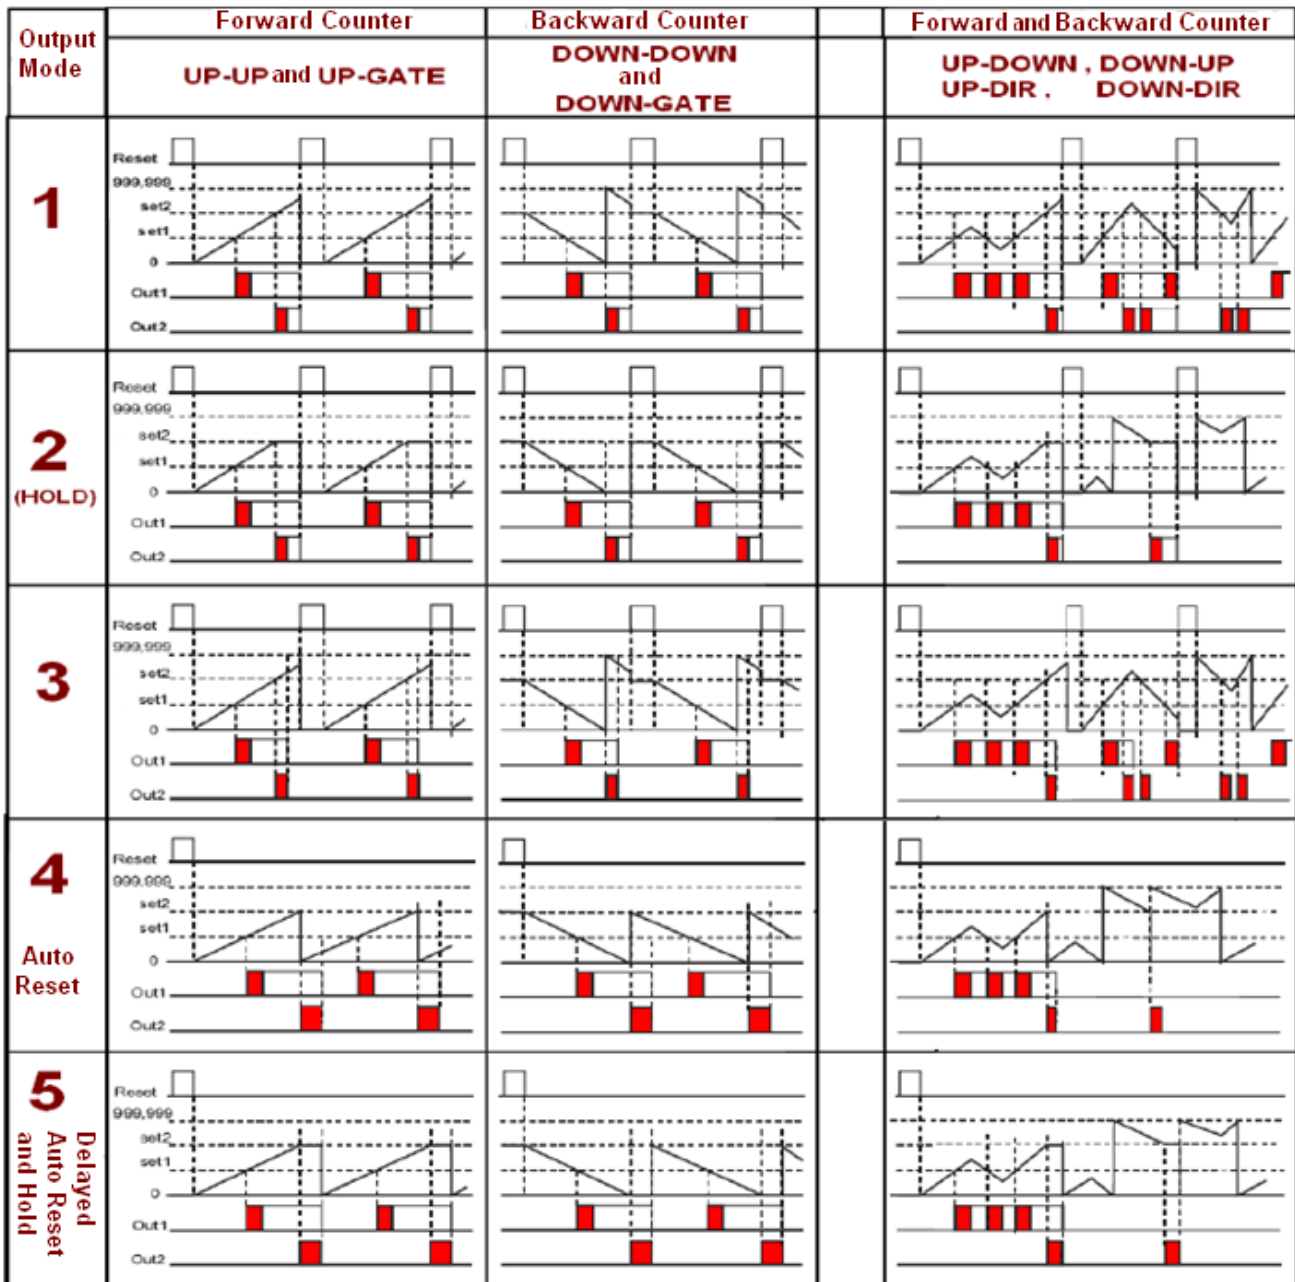 Output
Mode
Forward Counter
Backward Counter
Forward and Backward Counter
UP-UP and UP-GATE
DOWN-DOWN
and
DOWN-GATE
UP-DOWN , DOWN-UP
UP-DIR , DOWN-DIR
1
Reset
999,999
set2
set1
0
Out1
Out2
2
(HOLD)
Reset
999,999
set2
set1
0
Out1
Out2
3
Reset
999,999
set2
set1
0
Out1
Out2
4
Auto
Reset
Reset
999,999
set2
set1
0
Out1
Out2
5
Delayed
Auto Reset
and Hold
Reset
999,999
set2
set1
0
Out1
Out2